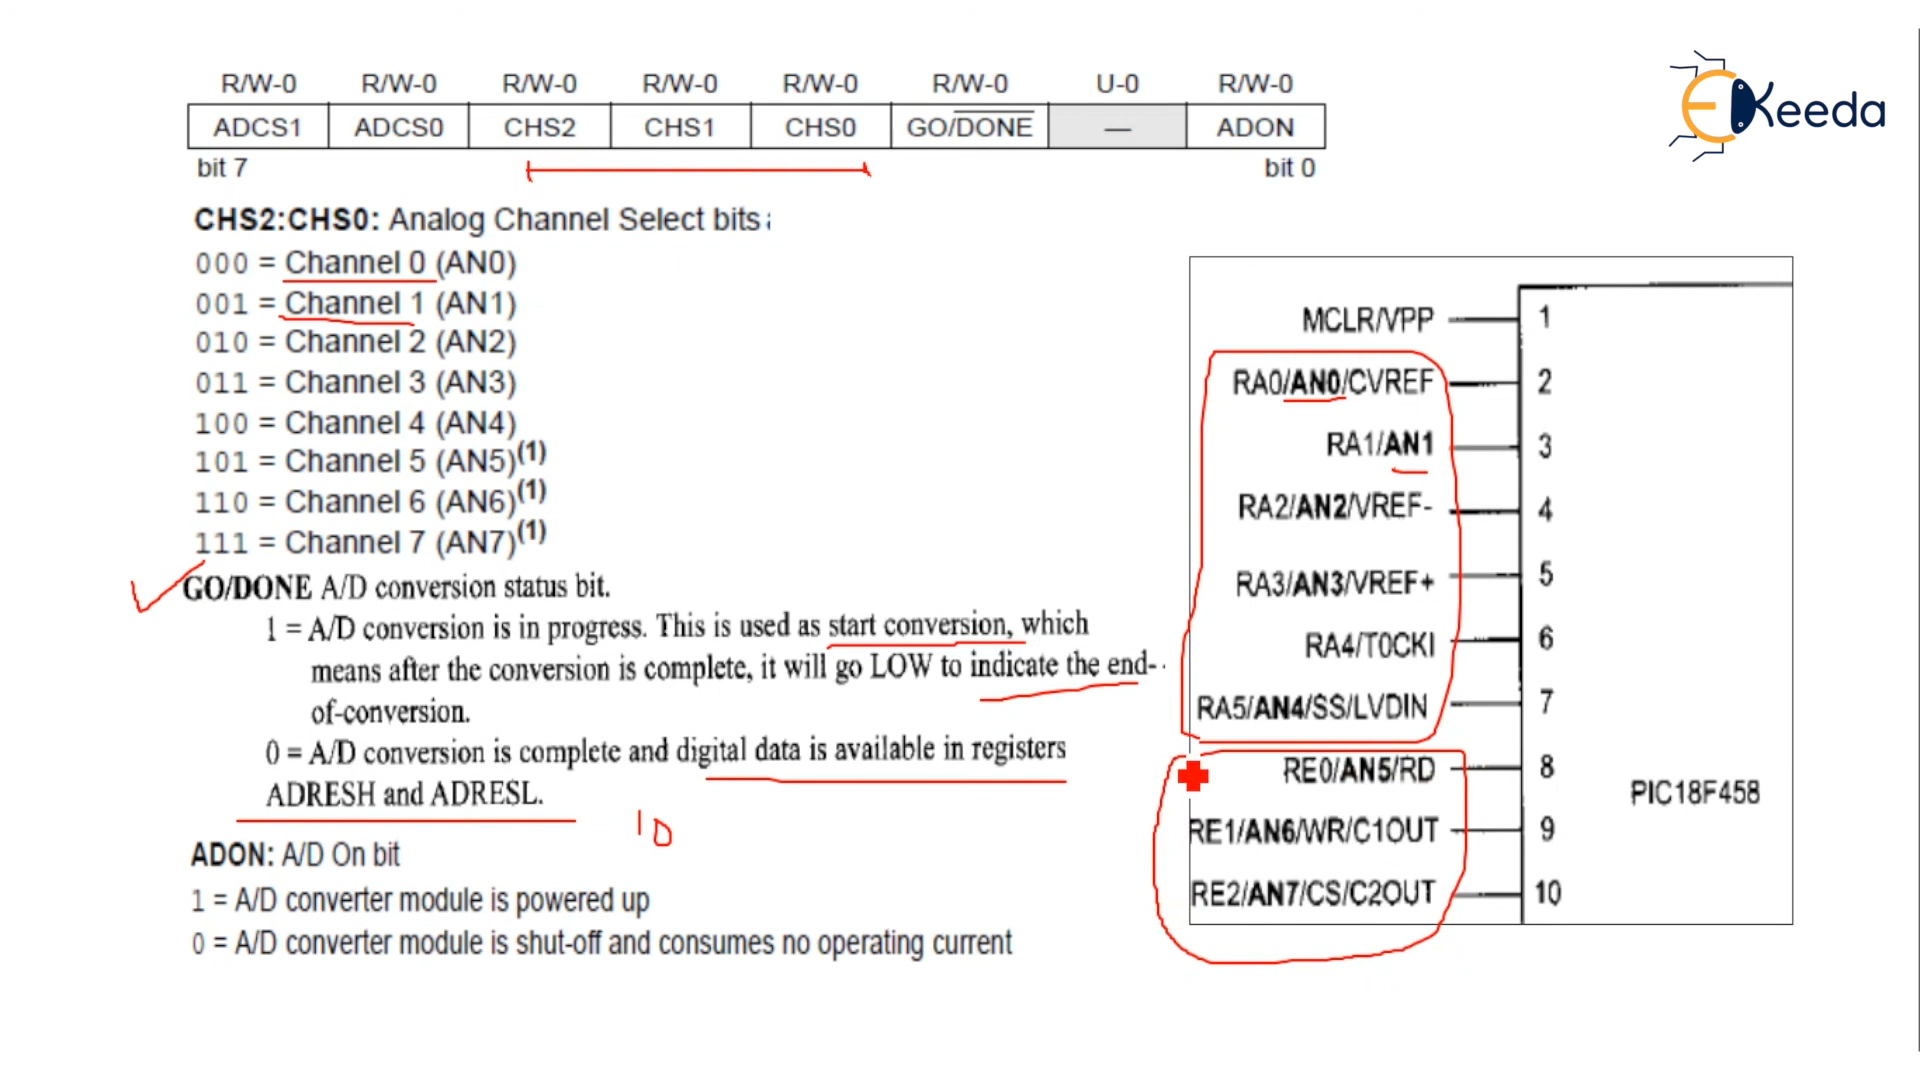 R/W-0 R/W-0 R/W-0 R/W-0 R/W-0 R/W-0 U-0 R/W-0
ADCS1 ADCS0 CHS2 CHS1 CHS0 GO/DONE — ADON
bit 7 bit 0
CHS2:CHS0: Analog Channel Select bits
000 = Channel 0 (AN0)
001 = Channel 1 (AN1)
010 = Channel 2 (AN2)
011 = Channel 3 (AN3)
100 = Channel 4 (AN4)
101 = Channel 5 (AN5)(1)
110 = Channel 6 (AN6)(1)
111 = Channel 7 (AN7)(1)
GO/DONE A/D conversion status bit.
1 = A/D conversion is in progress. This is used as start conversion, which
means after the conversion is complete, it will go LOW to indicate the end-
of-conversion.
0 = A/D conversion is complete and digital data is available in registers
ADRESH and ADRESL.
10
ADON: A/D On bit
1 = A/D converter module is powered up
0 = A/D converter module is shut-off and consumes no operating current
EKeeda
MCLR/VPP 1
RA0/AN0/CVREF 2
RA1/AN1 3
RA2/AN2/VREF- 4
RA3/AN3/VREF+ 5
RA4/T0CKI 6
RA5/AN4/SS/LVDIN 7
RE0/AN5/RD 8
RE1/AN6/WR/C1OUT 9
RE2/AN7/CS/C2OUT 10
PIC18F458